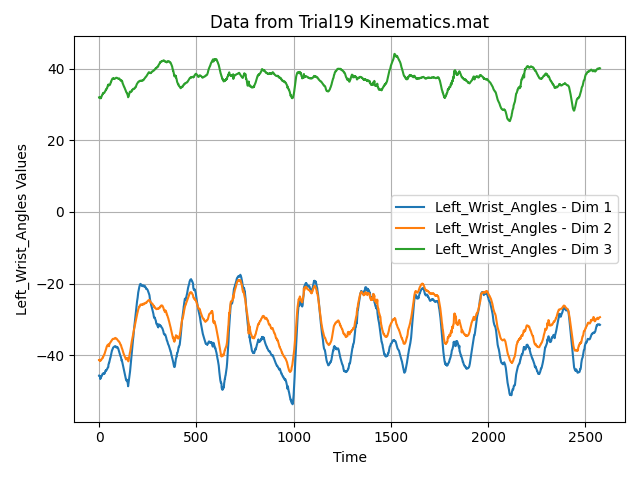 Data from Trial19 Kinematics.mat
Left_Wrist_Angles Values
40
20
0
−20
−40
Left_Wrist_Angles - Dim 1
Left_Wrist_Angles - Dim 2
Left_Wrist_Angles - Dim 3
0 500 1000 1500 2000 2500
Time